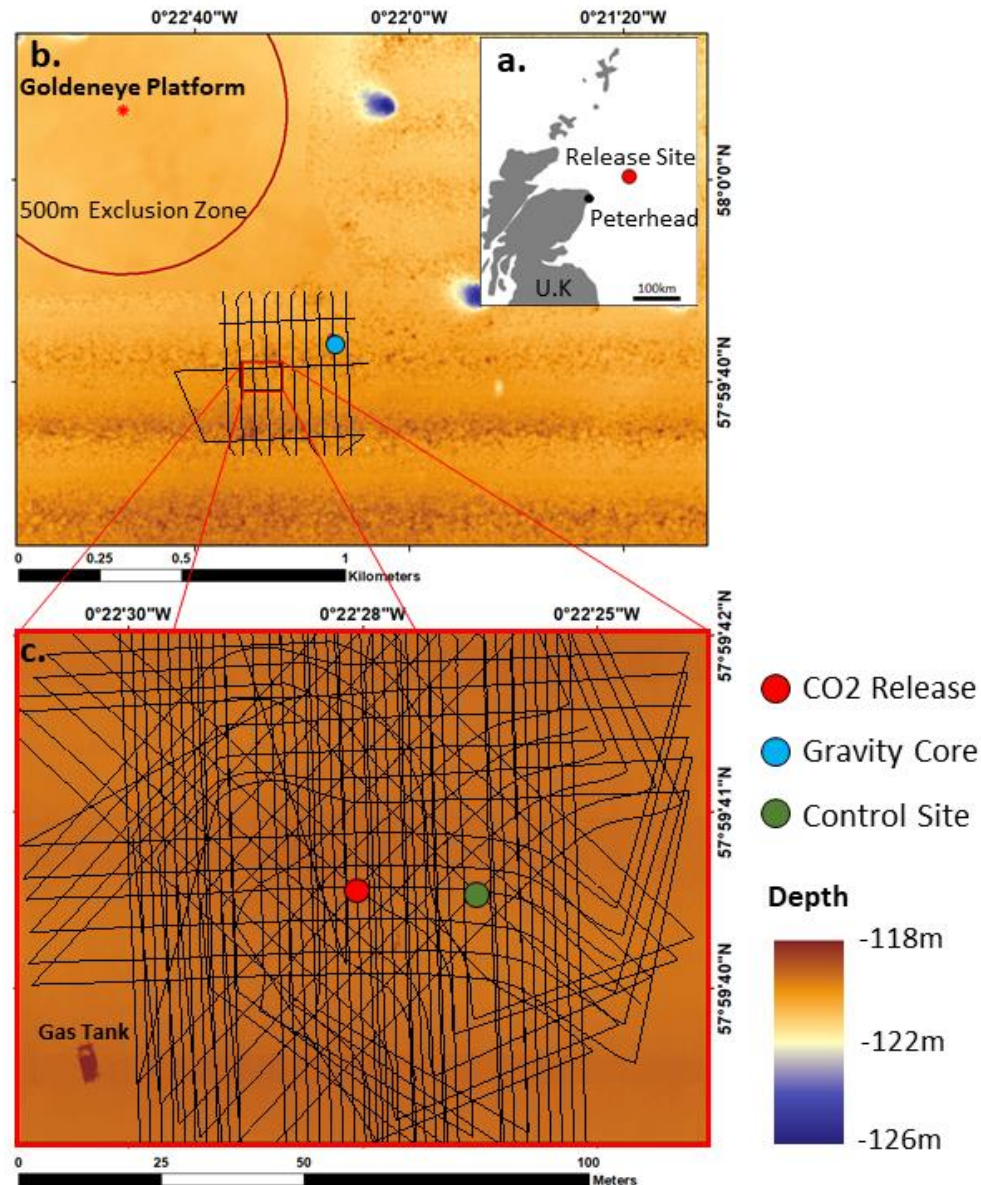 0°22'40"W 0°22'0"W 0°21'20"W
b.
Goldeneye Platform
500m Exclusion Zone
a.
Release Site
Peterhead
U.K
100km
58°0'0"N
57°59'40"N
0 0.25 0.5 1
Kilometers
0°22'30"W 0°22'28"W 0°22'25"W
c.
57°59'42"N
57°59'41"N
57°59'40"N
Gas Tank
0 25 50 100
Meters
CO2 Release
Gravity Core
Control Site
Depth
-118m
-122m
-126m